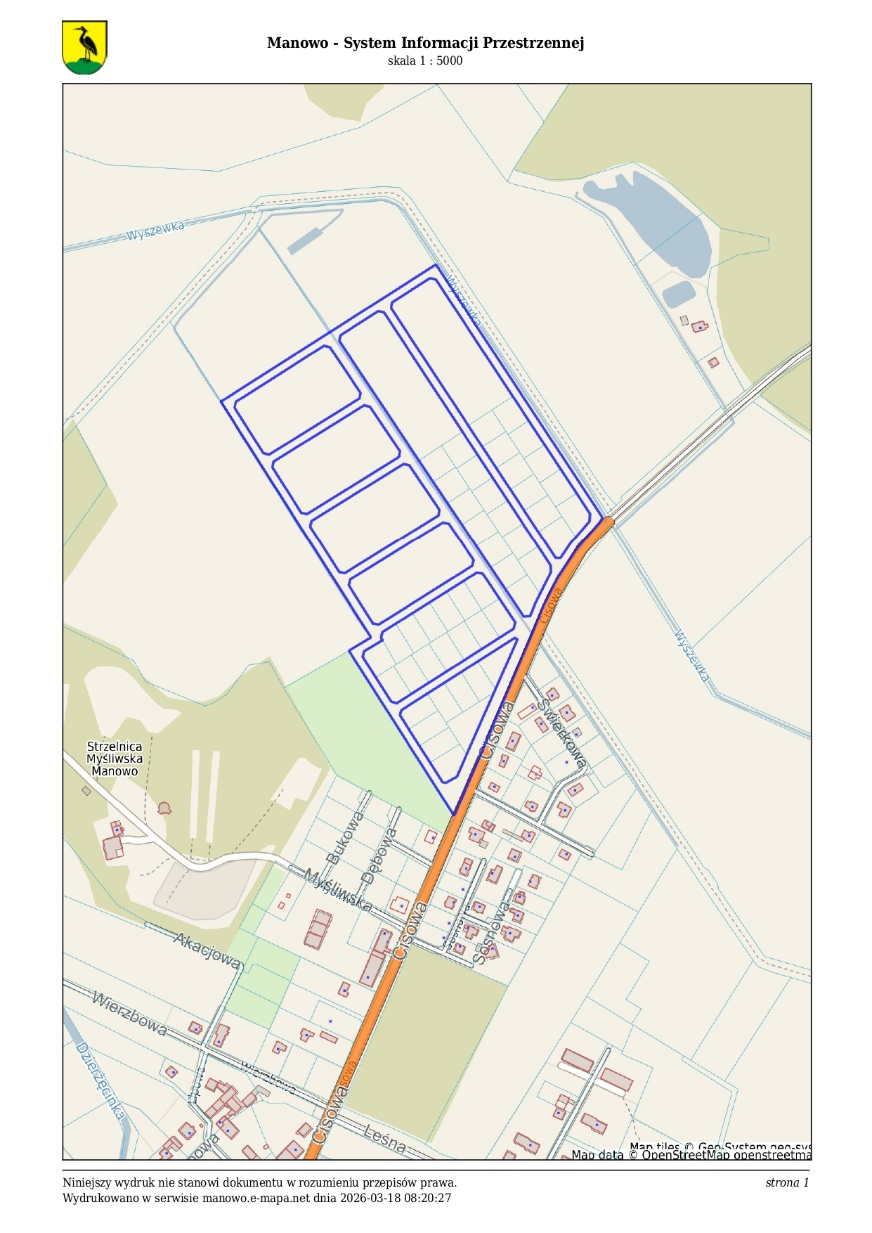 Manowo - System Informacji Przestrzennej
skala 1 : 5000
Wyszewka
Wyszewka
Cisowa
Wyszewka
Cisowa
Świerkowa
Strzelnica
Myśliwska
Manowo
Bukowa
Dębowa
Myśliwska
Cisowa
Sosnowa
Akacjowa
Wierzbowa
Dzierżęcinka
Wierzbowa
Cisowa
Leśna
Map tiles © Geo-System geo-sys
Map data © OpenStreetMap openstreetma
Niniejszy wydruk nie stanowi dokumentu w rozumieniu przepisów prawa.
strona 1
Wydrukowano w serwisie manowo.e-mapa.net dnia 2026-03-18 08:20:27